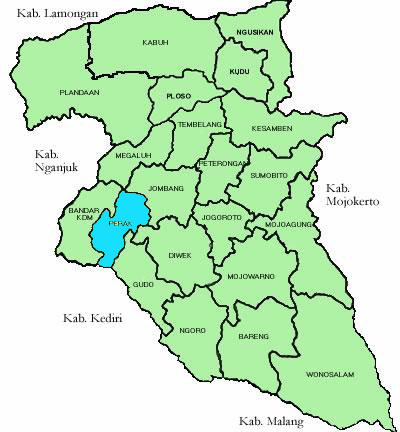 Kab. Lamongan
NGUSIKAN
KABUH
KUDU
PLANDAAN
PLOSO
TEMBELANG
KESAMBEN
Kab.
Nganjuk
MEGALUH
PETERONGAN
SUMOBITO
JOMBANG
Kab.
Mojokerto
BANDAR
KDM
PERAK
JOGOROTO
MOJOAGUNG
DIWEK
MOJOWARNO
GUDO
Kab. Kediri
NGORO
BARENG
WONOSALAM
Kab. Malang